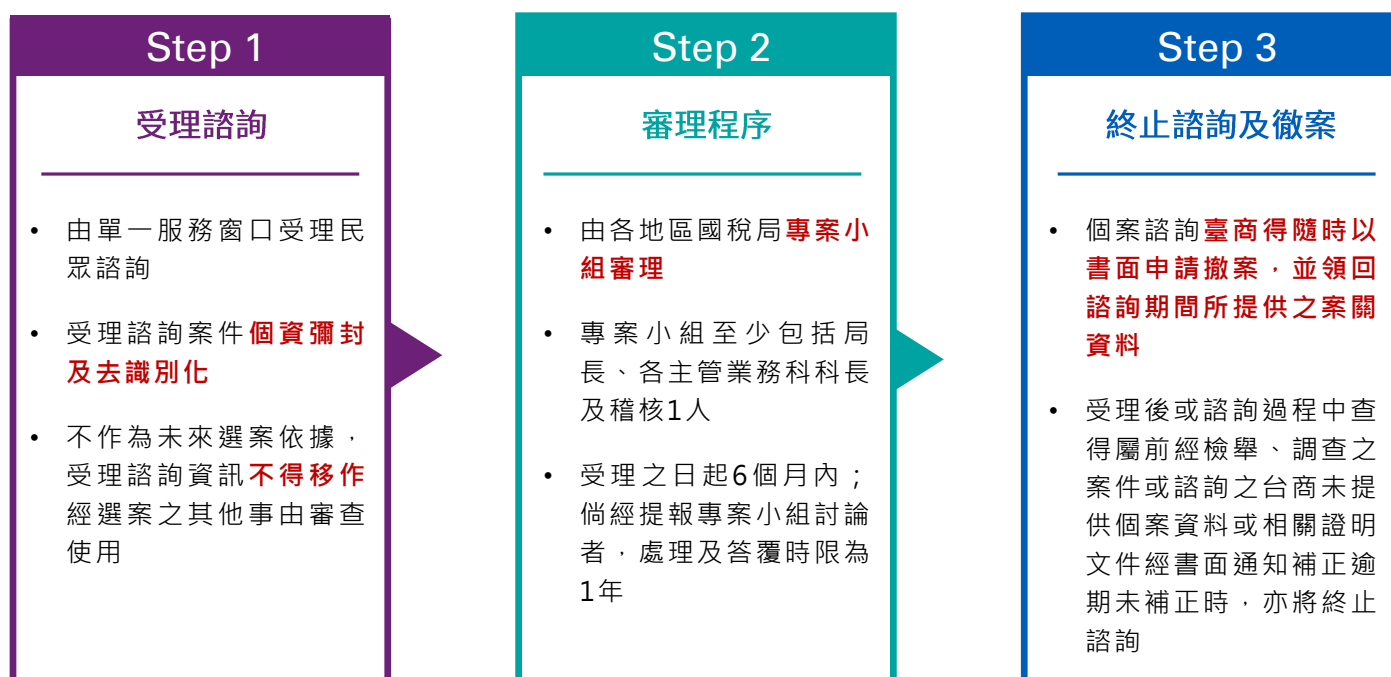 Step 1
受理諮詢
• 由單一服務窗口受理民
眾諮詢
• 受理諮詢案件個資彌封
及去識別化
• 不作為未來選案依據，
受理諮詢資訊不得移作
經選案之其他事由審查
使用
Step 2
審理程序
• 由各地區國稅局專案小
組審理
• 專案小組至少包括局
長、各主管業務科科長
及稽核1人
• 受理之日起6個月內；
倘經提報專案小組討論
者，處理及答覆時限為
1年
Step 3
終止諮詢及徹案
• 個案諮詢臺商得隨時以
書面申請撤案，並領回
諮詢期間所提供之案關
資料
• 受理後或諮詢過程中查
得屬前經檢舉、調查之
案件或諮詢之台商未提
供個案資料或相關證明
文件經書面通知補正逾
期未補正時，亦將終止
諮詢